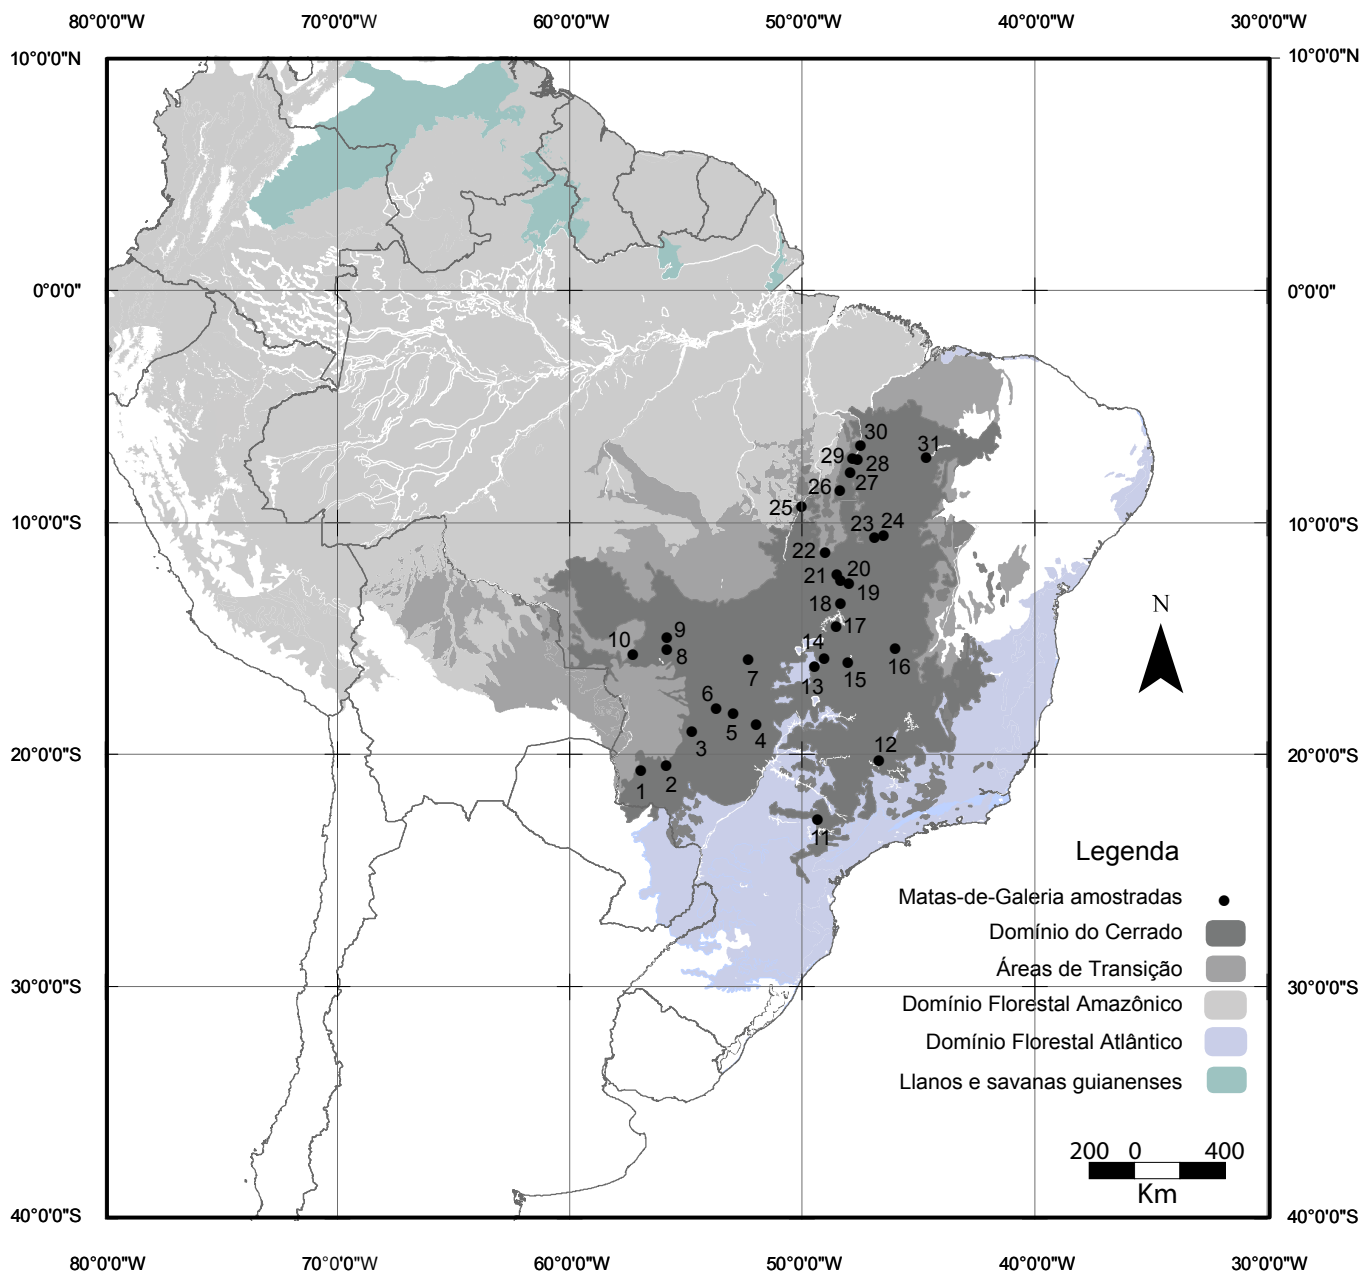 80°0'0"W 70°0'0"W 60°0'0"W 50°0'0"W 40°0'0"W 30°0'0"W
10°0'0"S 10°0'0"N
0°0'0" 0°0'0"
30
29 28 31
27
26
25
10°0'0"S 23 24 10°0'0"S
22
21 20
19
18
17
N
10 9
8
14
7 13 15 16
6
5 4
3
20°0'0"S 12 20°0'0"S
1 2
11
Legenda
Matas-de-Galeria amostradas
Domínio do Cerrado
Áreas de Transição
30°0'0"S 30°0'0"S
Domínio Florestal Amazônico
Domínio Florestal Atlântico
Llanos e savanas guianenses
200 0 400
Km
40°0'0"S 40°0'0"S
80°0'0"W 70°0'0"W 60°0'0"W 50°0'0"W 40°0'0"W 30°0'0"W